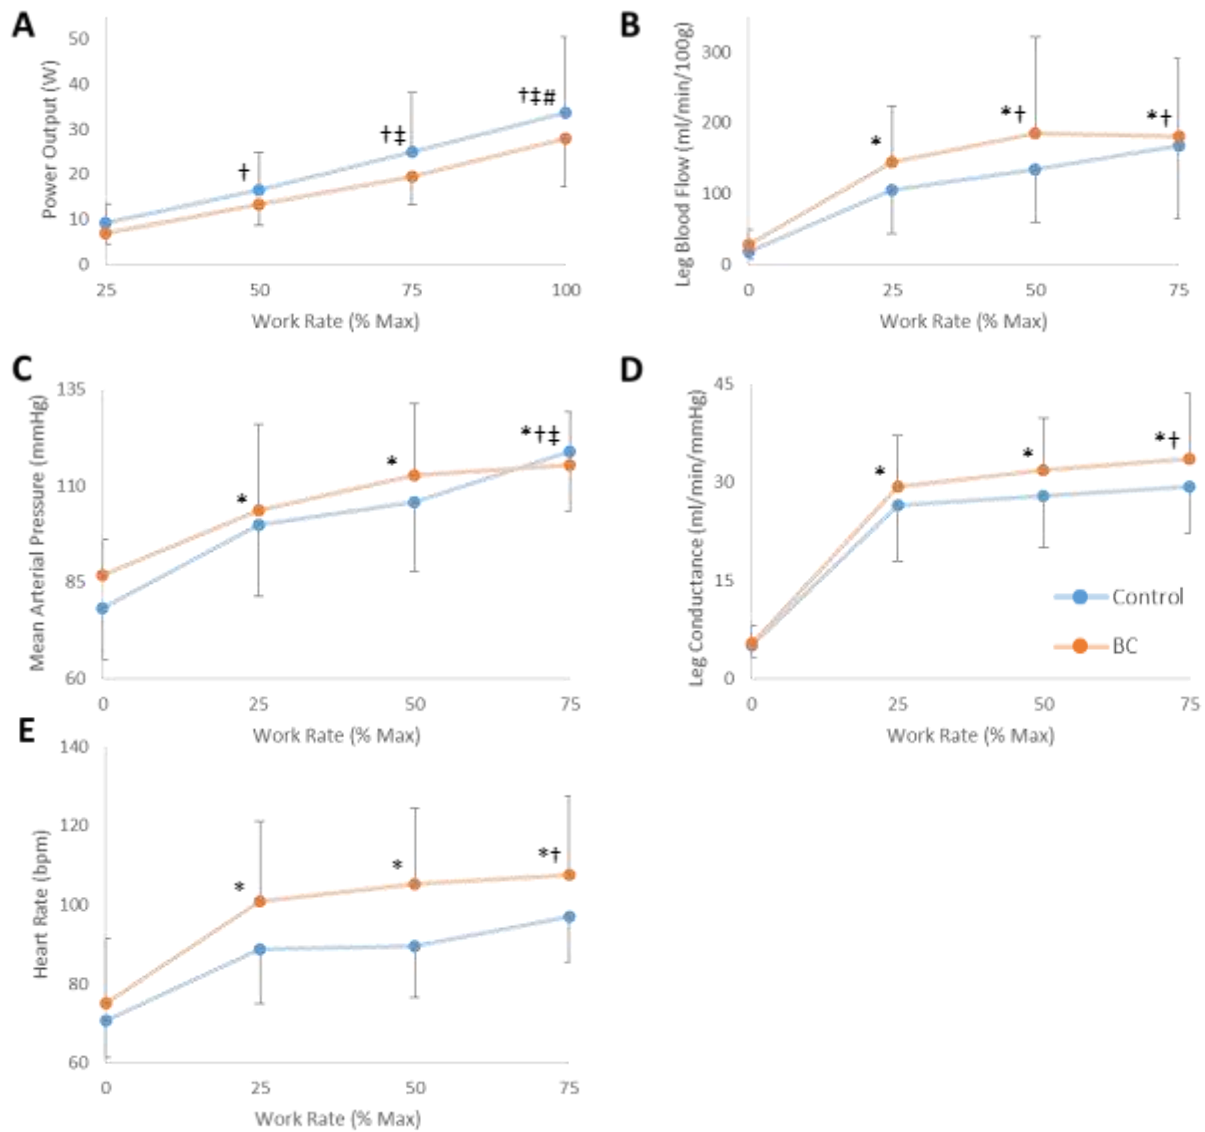 A
Power Output (W)
50
40
30
20
10
0
†
†‡
†‡#
25 50 75 100
Work Rate (% Max)
B
Leg Blood Flow (ml/min/100g)
300
200
100
0
*
*†
*†
0 25 50 75
Work Rate (% Max)
C
Mean Arterial Pressure (mmHg)
135
110
85
60
*
*
*†‡
0 25 50 75
Work Rate (% Max)
D
Leg Conductance (ml/min/mmHg)
45
30
15
0
*
*
*†
Control
BC
0 25 50 75
Work Rate (% Max)
E
Heart Rate (bpm)
140
120
100
80
60
*
*
*†
0 25 50 75
Work Rate (% Max)